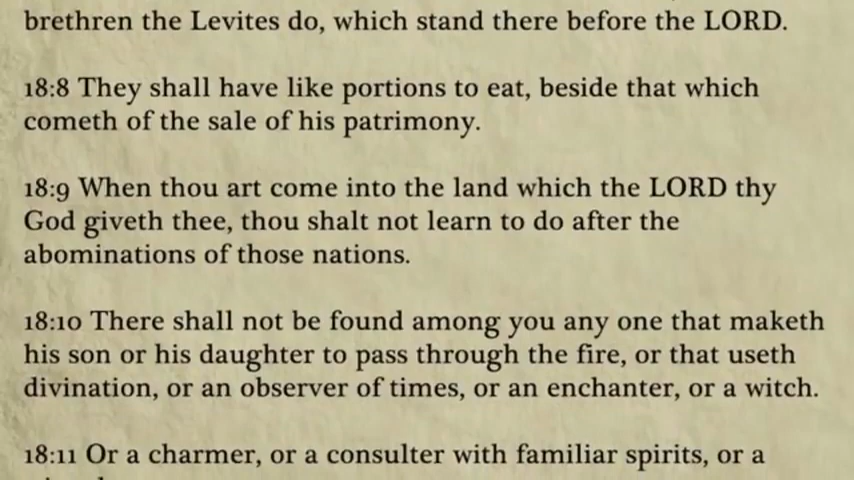 brethren the Levites do, which stand there before the LORD.
18:8 They shall have like portions to eat, beside that which
cometh of the sale of his patrimony.
18:9 When thou art come into the land which the LORD thy
God giveth thee, thou shalt not learn to do after the
abominations of those nations.
18:10 There shall not be found among you any one that maketh
his son or his daughter to pass through the fire, or that useth
divination, or an observer of times, or an enchanter, or a witch.
18:11 Or a charmer, or a consulter with familiar spirits, or a